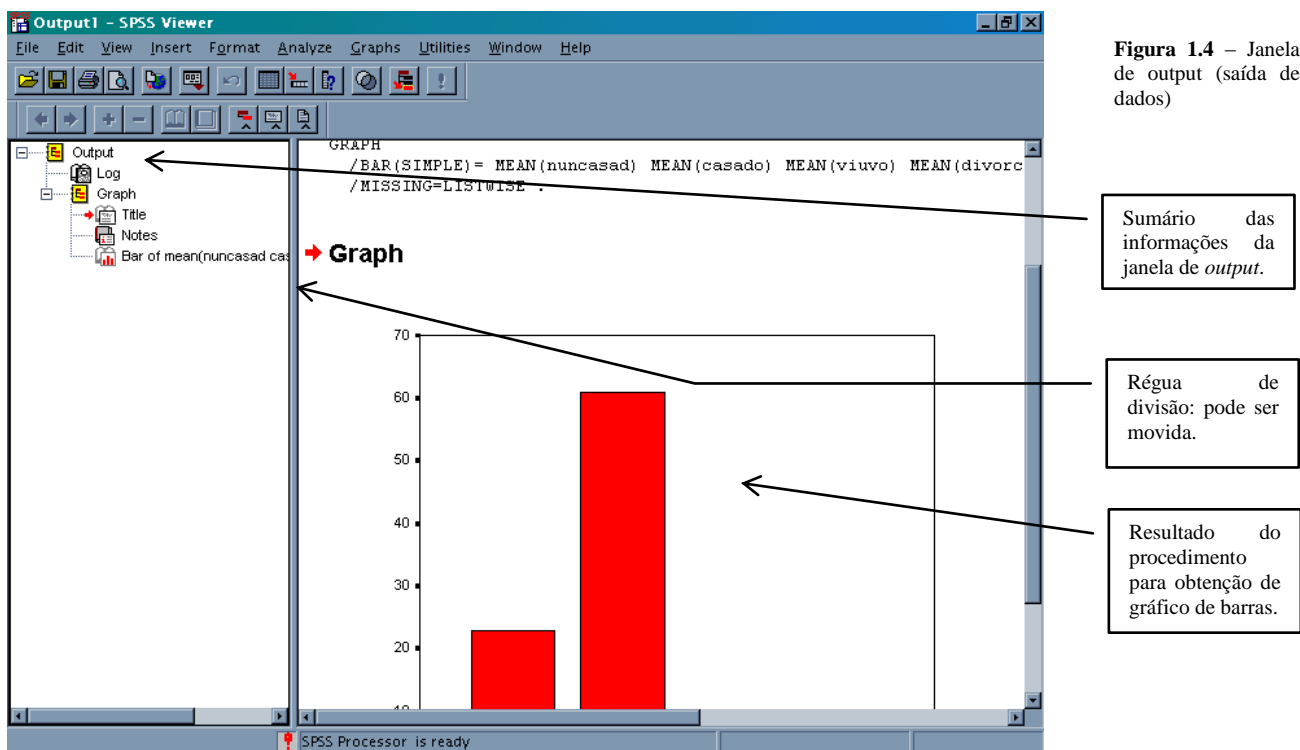 Output1 - SPSS Viewer
File Edit View Insert Format Analyze Graphs Utilities Window Help
Output
Log
Graph
Title
Notes
Bar of mean(nuncasad cas
GRAPH
/BAR(SIMPLE)= MEAN(nuncasad) MEAN(casado) MEAN(viuvo) MEAN(divorc
/MISSING=LISTWISE .
Graph
70
60
50
40
30
20
10
SPSS Processor is ready
Figura 1.4 – Janela
de output (saída de
dados)
Sumário das
informações da
janela de output.
Régua de
divisão: pode ser
movida.
Resultado do
procedimento
para obtenção de
gráfico de barras.